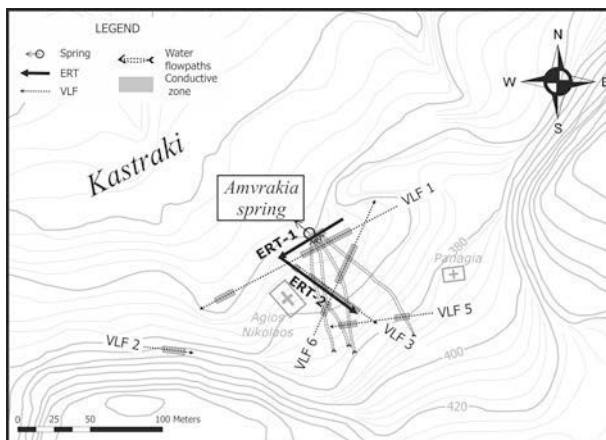 LEGEND
Spring
ERT
VLF
Water
flowpaths
Conductive
zone
N
W
E
S
Kastraki
Amvrakia
spring
VLF 1
ERT-1
380
Panagia
ERT-2
Agios
Nikolaos
VLF 5
VLF 3
VLF 6
VLF 2
400
420
0 25 50 100 Meters